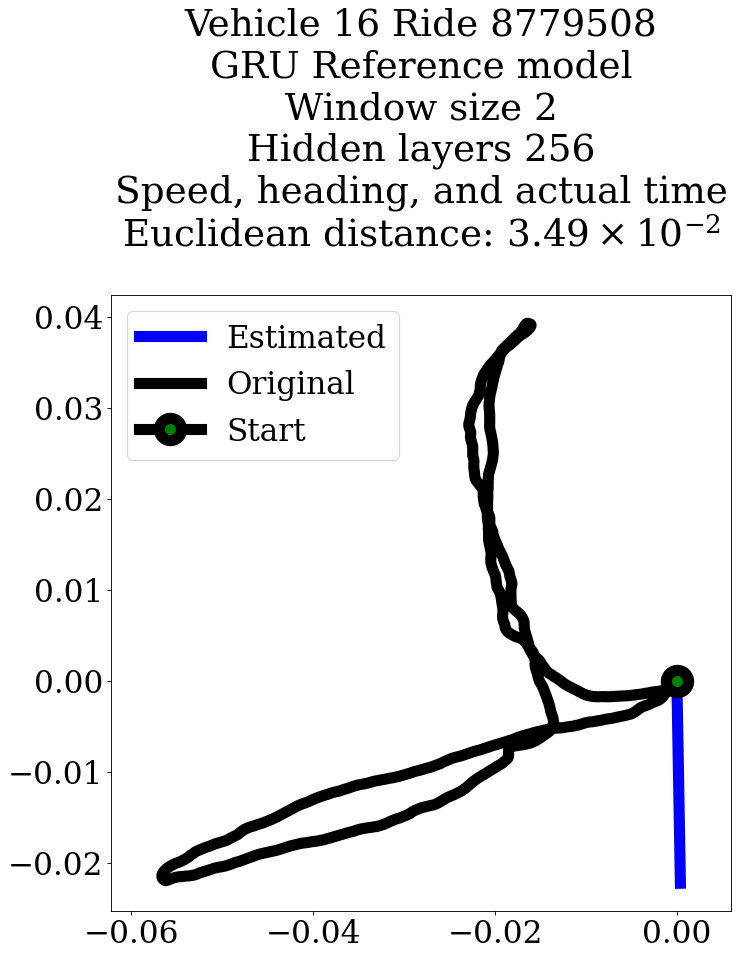 Vehicle 16 Ride 8779508
GRU Reference model
Window size 2
Hidden layers 256
Speed, heading, and actual time
Euclidean distance: 3.49 × 10⁻²
Estimated
Original
Start
0.04
0.03
0.02
0.01
0.00
−0.01
−0.02
−0.06 −0.04 −0.02 0.00